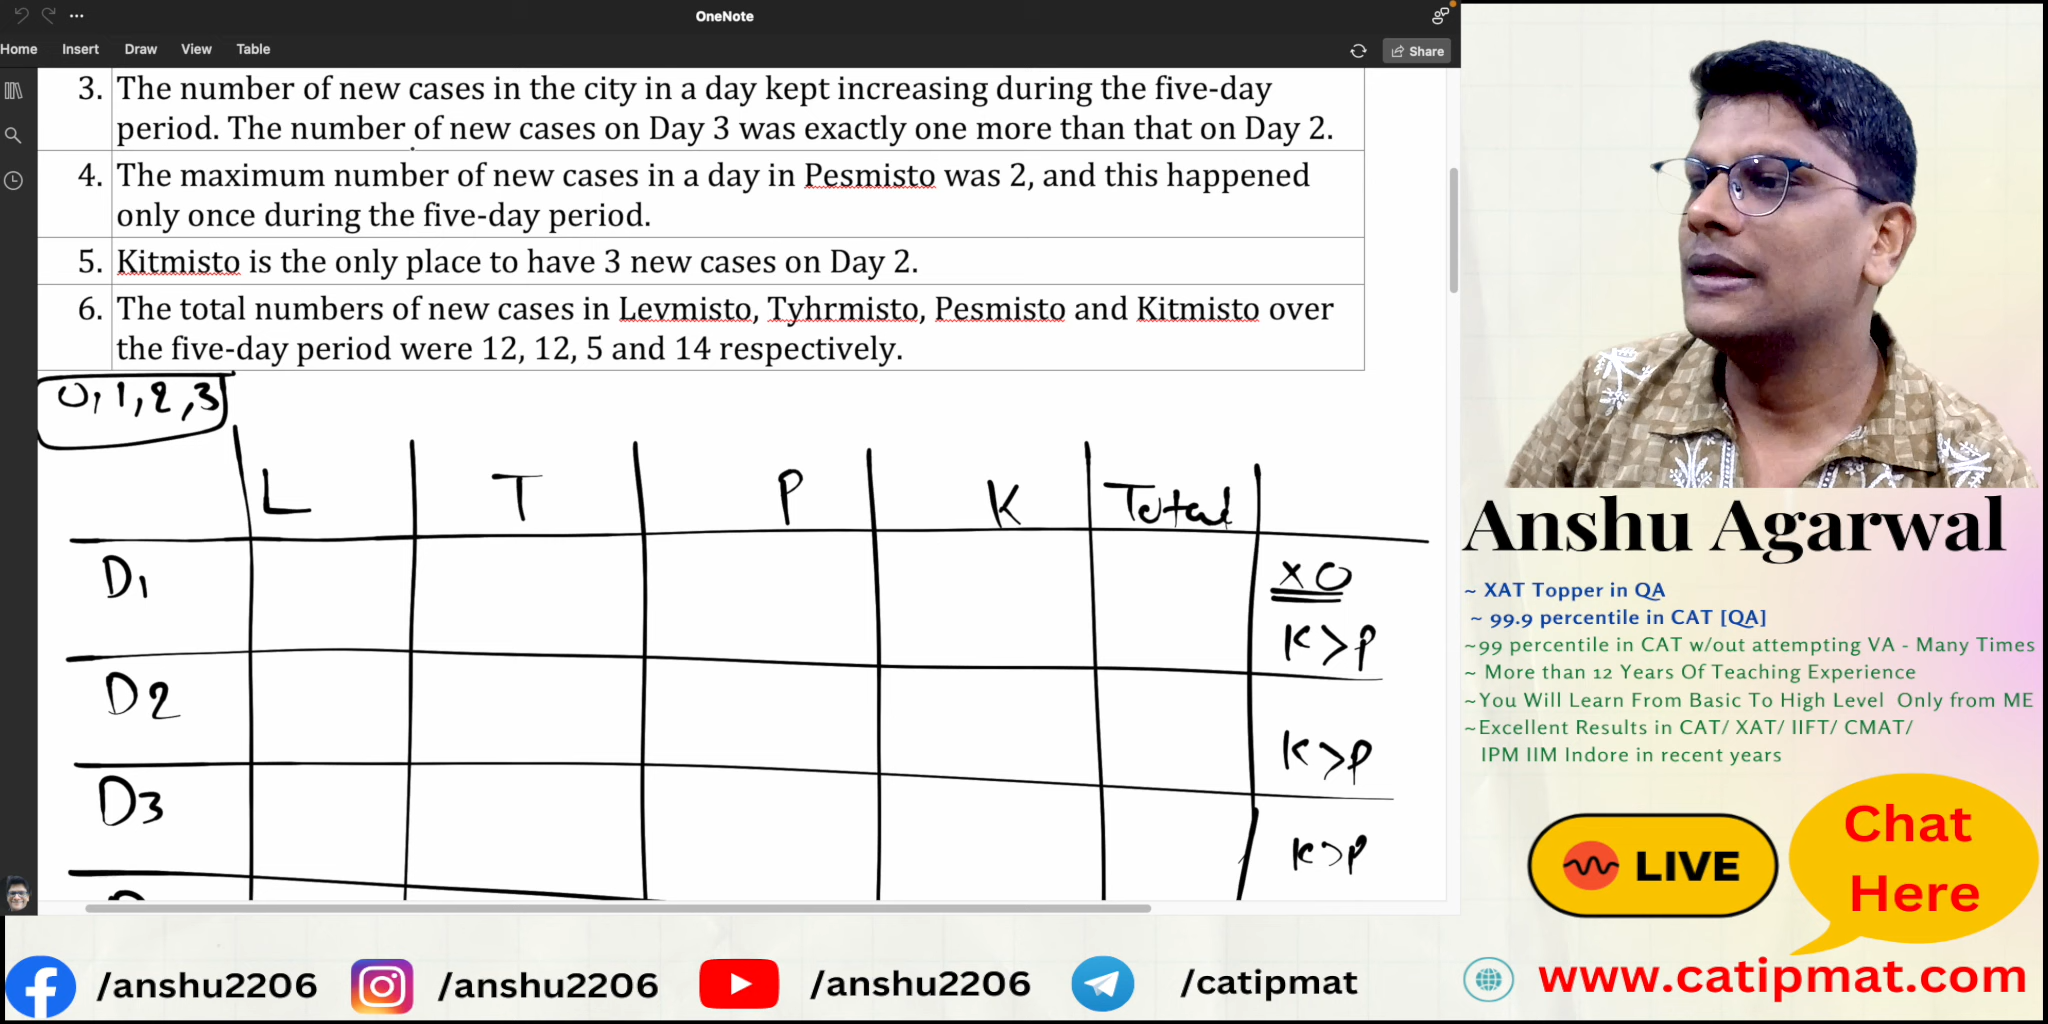 OneNote
Home Insert Draw View Table
Share
3. The number of new cases in the city in a day kept increasing during the five-day
period. The number of new cases on Day 3 was exactly one more than that on Day 2.
4. The maximum number of new cases in a day in Pesmisto was 2, and this happened
only once during the five-day period.
5. Kitmisto is the only place to have 3 new cases on Day 2.
6. The total numbers of new cases in Levmisto, Tyhrmisto, Pesmisto and Kitmisto over
the five-day period were 12, 12, 5 and 14 respectively.
0, 1, 2, 3
L T P K Total
D1 x 0
K > P
D2
K > P
D3
K > P
Anshu Agarwal
~ XAT Topper in QA
~ 99.9 percentile in CAT [QA]
~99 percentile in CAT w/out attempting VA - Many Times
~ More than 12 Years Of Teaching Experience
~You Will Learn From Basic To High Level Only from ME
~Excellent Results in CAT/ XAT/ IIFT/ CMAT/
IPM IIM Indore in recent years
LIVE
Chat
Here
/anshu2206 /anshu2206 /anshu2206 /catipmat www.catipmat.com